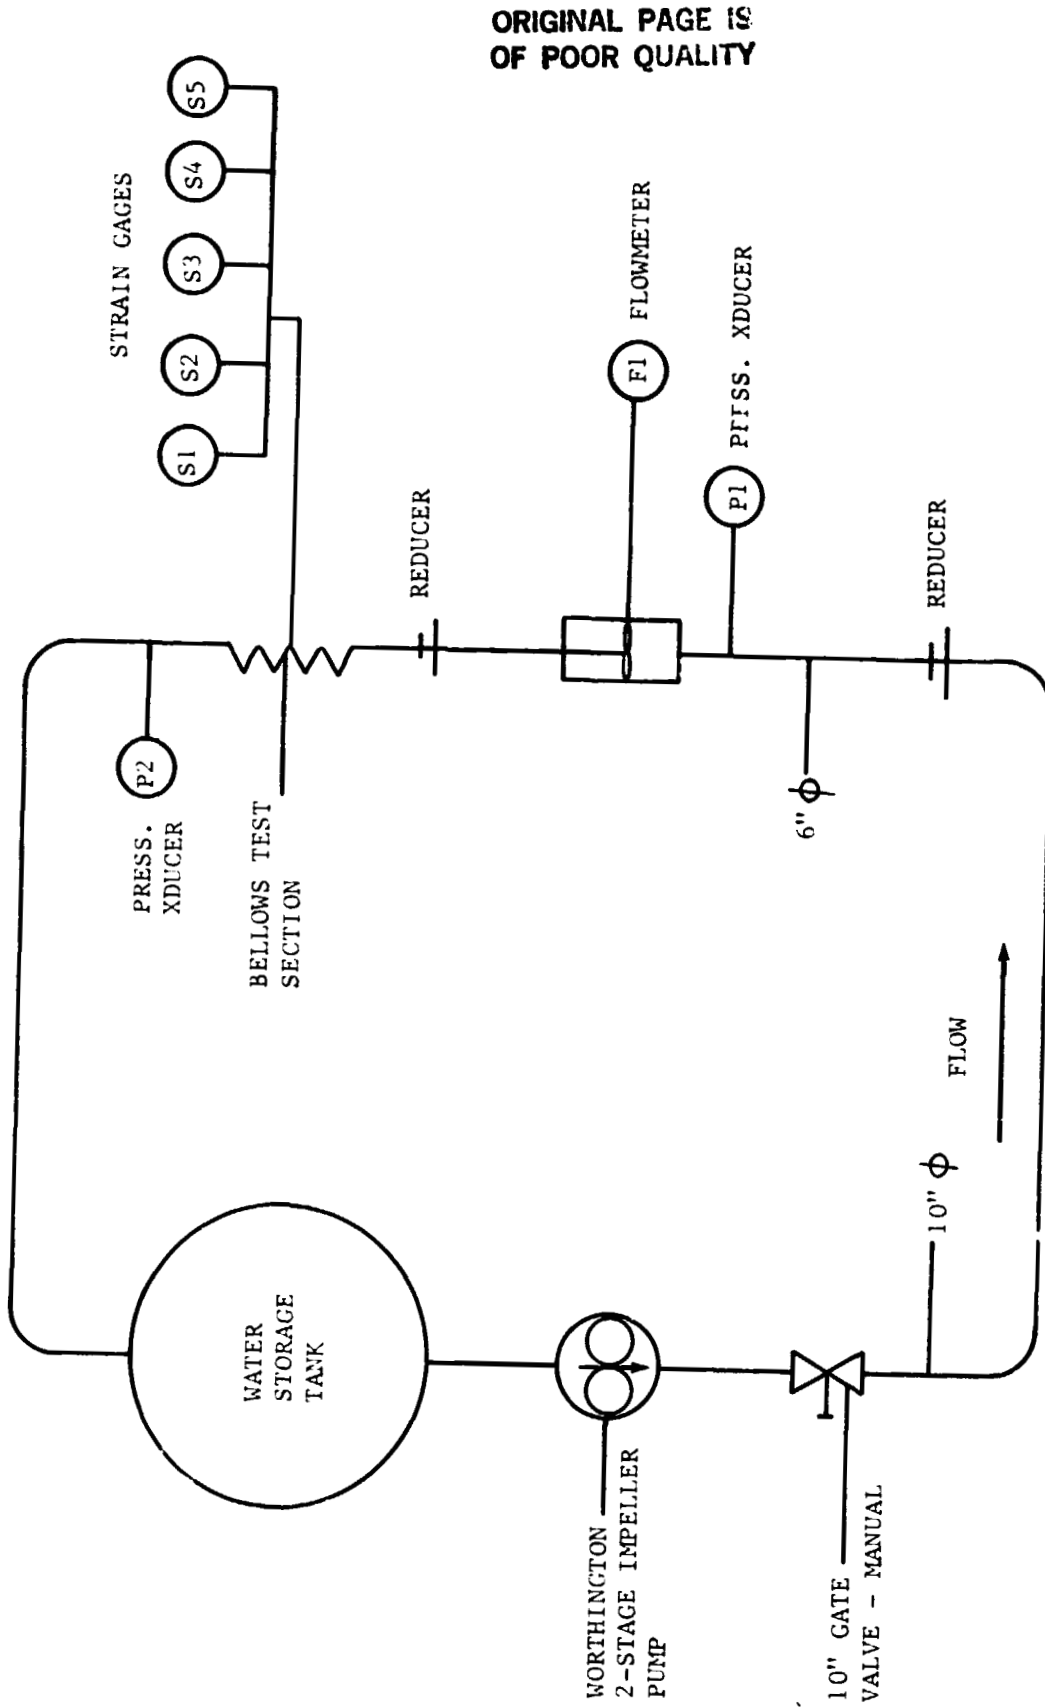 ORIGINAL PAGE IS
OF POOR QUALITY
STRAIN GAGES
S1
S2
S3
S4
S5
PRESS.
XDUCER
P2
BELLOWS TEST
SECTION
REDUCER
F1
FLOWMETER
P1
XDUCER
6" ϕ
REDUCER
WATER
STORAGE
TANK
FLOW
10" ϕ
WORTHINGTON
2-STAGE IMPELLER
PUMP
10" GATE
VALVE - MANUAL